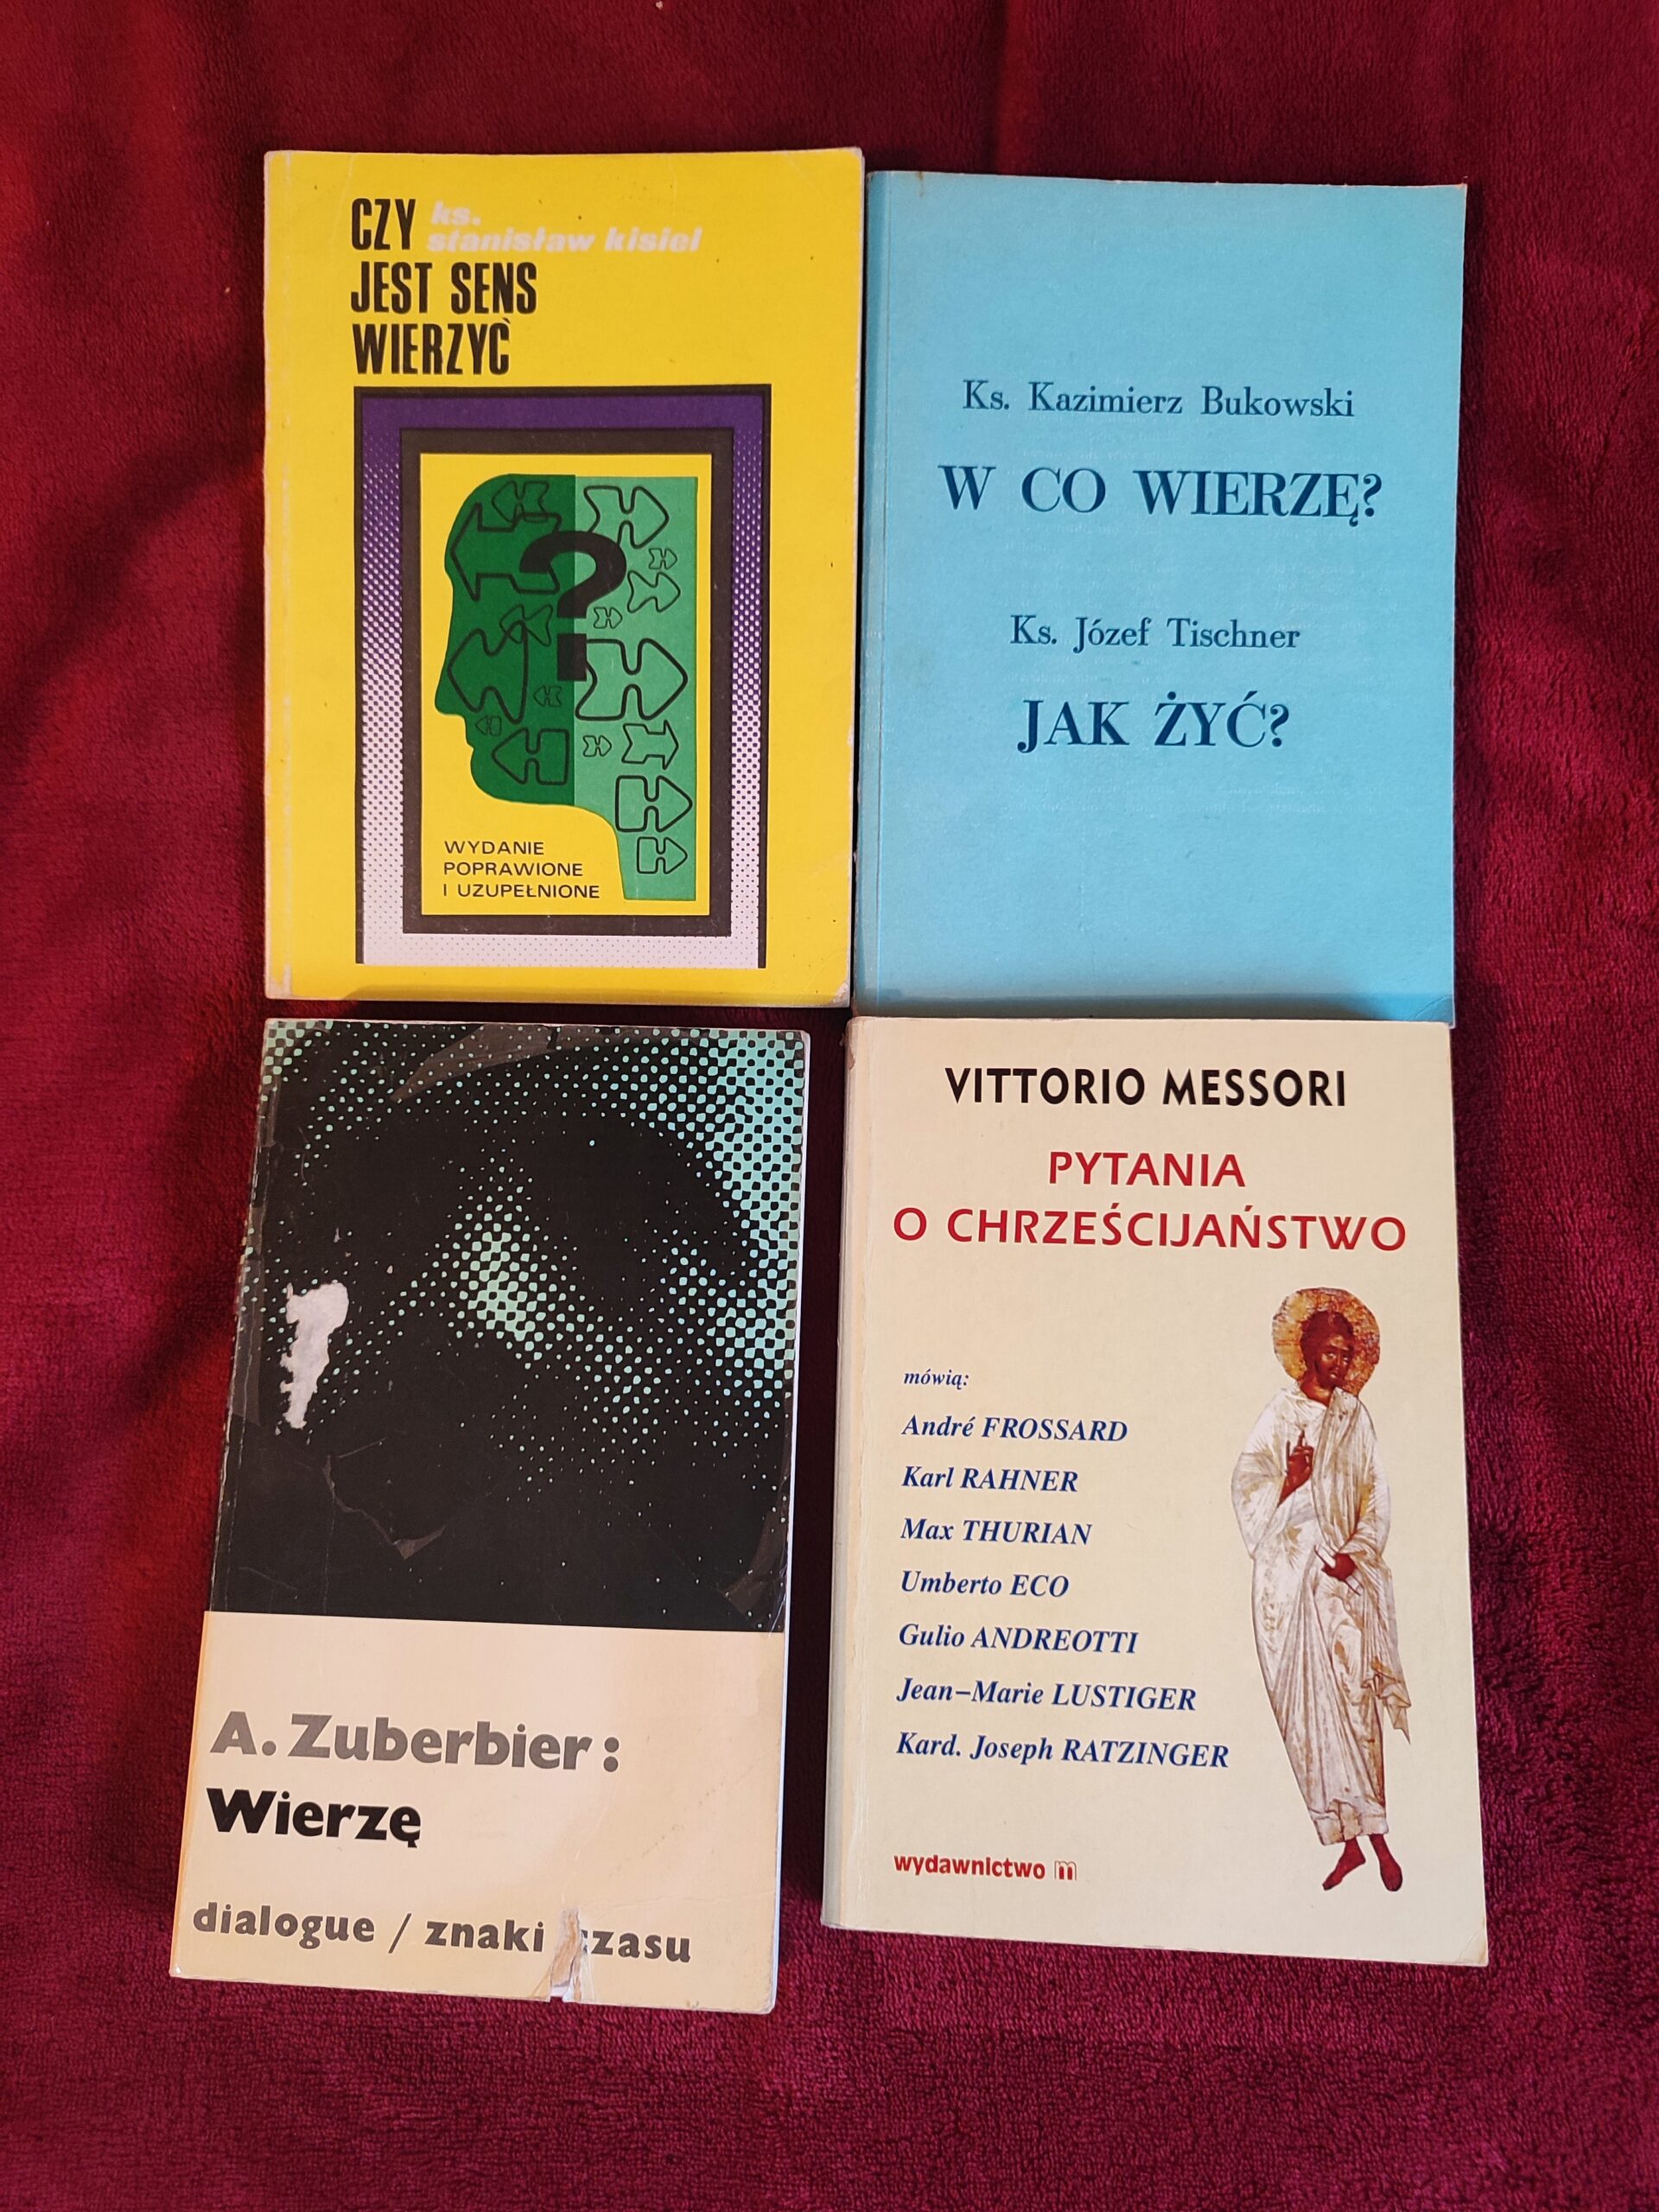 CZY ks.
stanisław kisiel
JEST SENS
WIERZYĆ
?
WYDANIE
POPRAWIONE
I UZUPEŁNIONE
Ks. Kazimierz Bukowski
W CO WIERZĘ?
Ks. Józef Tischner
JAK ŻYĆ?
A. Zuberbier:
Wierzę
dialogue / znaki czasu
VITTORIO MESSORI
PYTANIA
O CHRZEŚCIJAŃSTWO
mówią:
André FROSSARD
Karl RAHNER
Max THURIAN
Umberto ECO
Gulio ANDREOTTI
Jean-Marie LUSTIGER
Kard. Joseph RATZINGER
wydawnictwo m